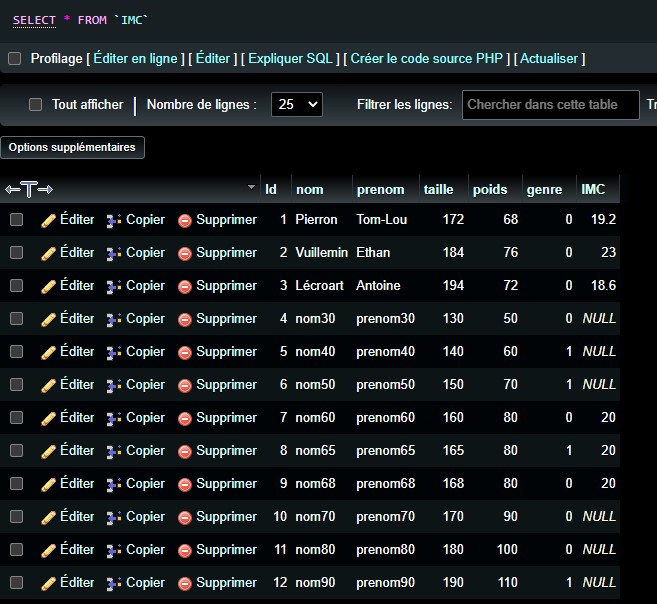 SELECT * FROM `IMC`
Profilage [ Éditer en ligne ] [ Éditer ] [ Expliquer SQL ] [ Créer le code source PHP ] [ Actualiser ]
Tout afficher | Nombre de lignes : 25 Filtrer les lignes: Chercher dans cette table Tr
Options supplémentaires
Id nom prenom taille poids genre IMC
Éditer Copier Supprimer 1 Pierron Tom-Lou 172 68 0 19.2
Éditer Copier Supprimer 2 Vuillemin Ethan 184 76 0 23
Éditer Copier Supprimer 3 Lécroart Antoine 194 72 0 18.6
Éditer Copier Supprimer 4 nom30 prenom30 130 50 0 NULL
Éditer Copier Supprimer 5 nom40 prenom40 140 60 1 NULL
Éditer Copier Supprimer 6 nom50 prenom50 150 70 1 NULL
Éditer Copier Supprimer 7 nom60 prenom60 160 80 0 20
Éditer Copier Supprimer 8 nom65 prenom65 165 80 1 20
Éditer Copier Supprimer 9 nom68 prenom68 168 80 0 20
Éditer Copier Supprimer 10 nom70 prenom70 170 90 0 NULL
Éditer Copier Supprimer 11 nom80 prenom80 180 100 0 NULL
Éditer Copier Supprimer 12 nom90 prenom90 190 110 1 NULL